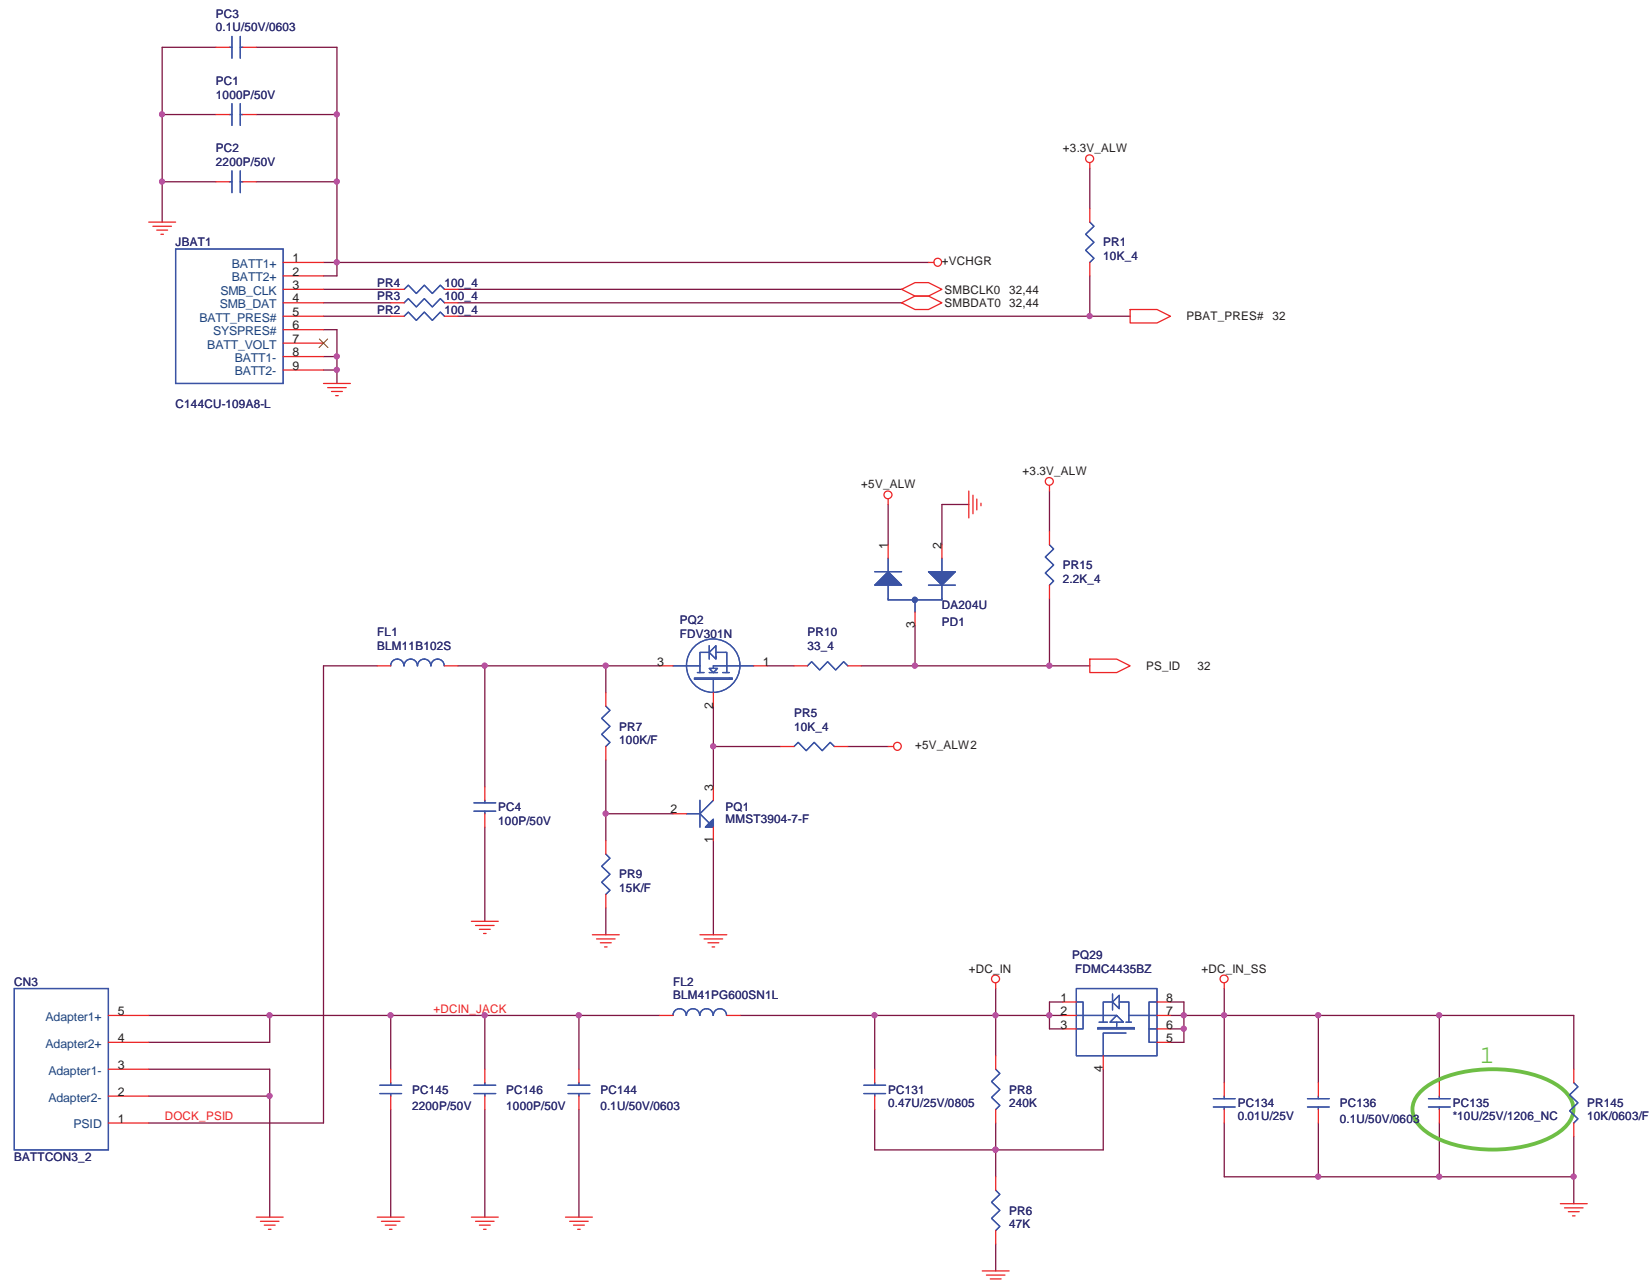 PC3
0.1U/50V/0603
PC1
1000P/50V
PC2
2200P/50V
+3.3V_ALW
PR1
10K_4
JBAT1
BATT1+ 1
BATT2+ 2
SMB_CLK 3
SMB_DAT 4
BATT_PRES# 5
SYSPRES# 6
BATT_VOLT 7
BATT1- 8
BATT2- 9
C144CU-109A8-L
+VCHGR
PR4 100_4
PR3 100_4
PR2 100_4
SMBCLK0 32,44
SMBDAT0 32,44
PBAT_PRES# 32
+5V_ALW
+3.3V_ALW
1
2
3
DA204U
PD1
PR15
2.2K_4
FL1
BLM11B102S
PQ2
FDV301N
3
1
2
PR10
33_4
PS_ID 32
PR7
100K/F
PR5
10K_4
+5V_ALW2
PC4
100P/50V
3
2
1
PQ1
MMST3904-7-F
PR9
15K/F
CN3
Adapter1+ 5
Adapter2+ 4
Adapter1- 3
Adapter2- 2
PSID 1
BATTCON3_2
DOCK_PSID
+DCIN_JACK
FL2
BLM41PG600SN1L
PC145
2200P/50V
PC146
1000P/50V
PC144
0.1U/50V/0603
+DC_IN
PQ29
FDMC4435BZ
1
2
3
8
7
6
5
4
+DC_IN_SS
PC131
0.47U/25V/0805
PR8
240K
PR6
47K
PC134
0.01U/25V
PC136
0.1U/50V/0603
1
PC135
*10U/25V/1206_NC
PR145
10K/0603/F